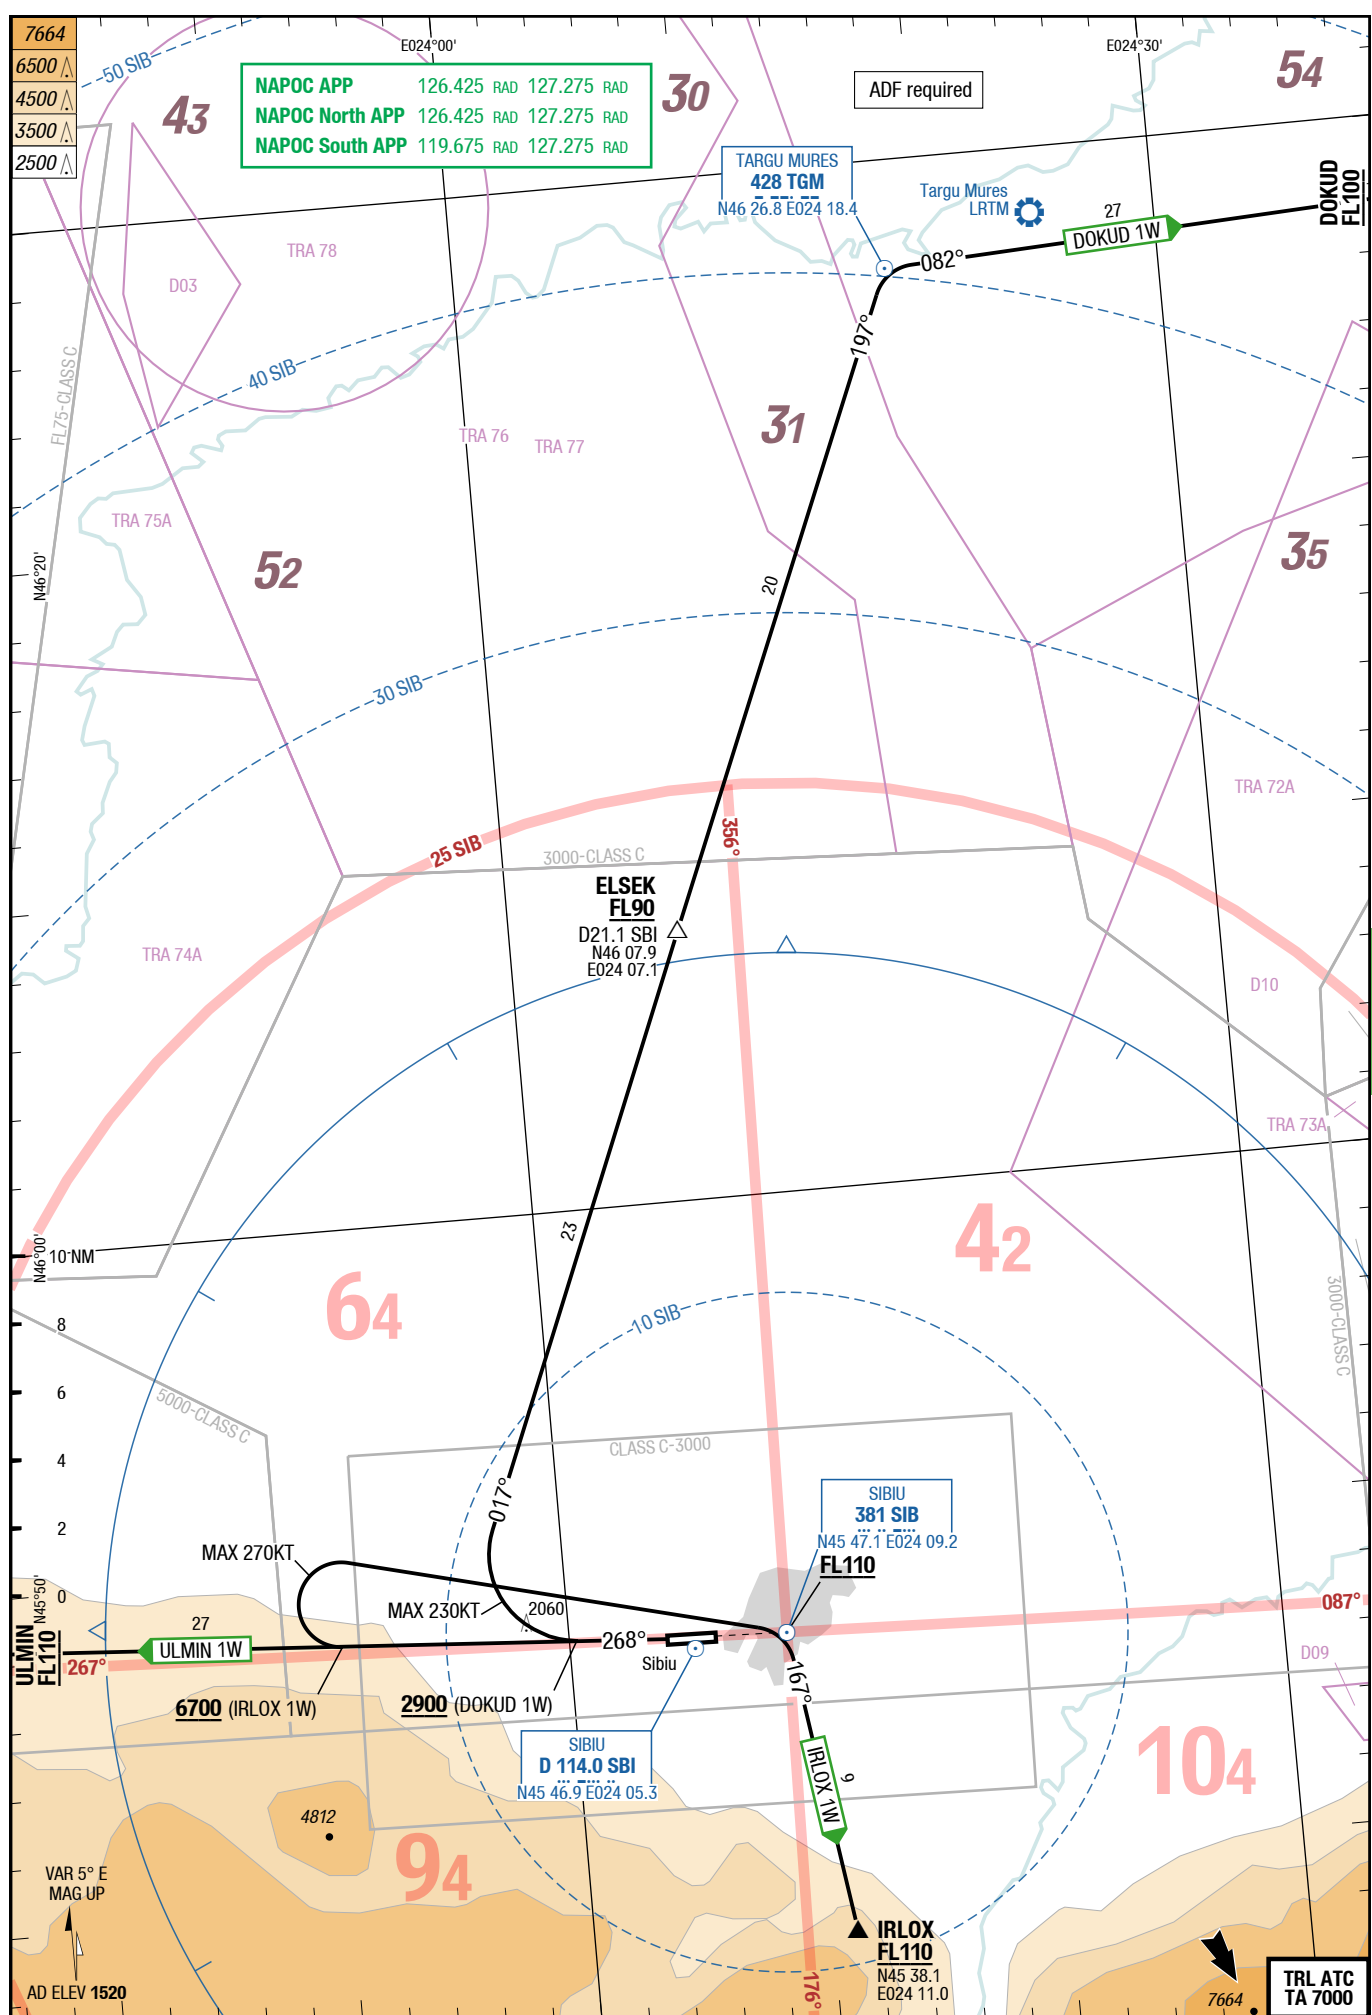 7664
6500
4500
3500
2500
50 SIB
E024°00'
E024°30'
NAPOC APP 126.425 RAD 127.275 RAD
NAPOC North APP 126.425 RAD 127.275 RAD
NAPOC South APP 119.675 RAD 127.275 RAD
43
30
54
ADF required
TARGU MURES
428 TGM
N46 26.8 E024 18.4
Targu Mures
LRTM
27
DOKUD 1W
DOKUD
FL100
082°
197°
TRA 78
D03
40 SIB
FL75-CLASS C
TRA 76
TRA 77
31
TRA 75A
52
35
N46°20'
20
30 SIB
TRA 72A
356°
25 SIB
3000-CLASS C
ELSEK
FL90
D21.1 SBI
N46 07.9
E024 07.1
TRA 74A
D10
TRA 73A
23
42
N46°00'
10 NM
64
10 SIB
3000-CLASS C
8
6
5000-CLASS C
CLASS C-3000
4
2
0
017°
SIBIU
381 SIB
N45 47.1 E024 09.2
FL110
MAX 270KT
MAX 230KT
2060
N45°50'
087°
27
ULMIN 1W
ULMIN
FL110
267°
268°
Sibiu
167°
D09
6700 (IRLOX 1W)
2900 (DOKUD 1W)
SIBIU
D 114.0 SBI
N45 46.9 E024 05.3
IRLOX 1W
9
104
4812
94
VAR 5° E
MAG UP
IRLOX
FL110
N45 38.1
E024 11.0
176°
AD ELEV 1520
7664
TRL ATC
TA 7000